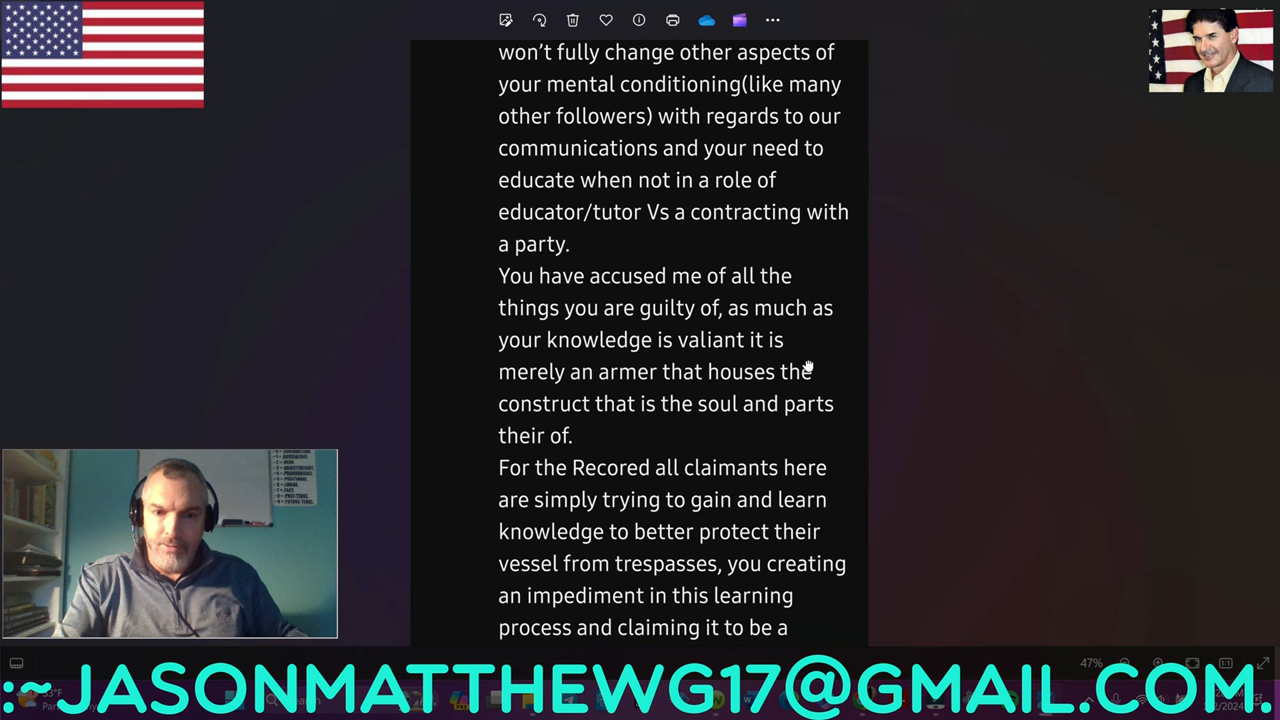 won't fully change other aspects of
your mental conditioning(like many
other followers) with regards to our
communications and your need to
educate when not in a role of
educator/tutor Vs a contracting with
a party.
You have accused me of all the
things you are guilty of, as much as
your knowledge is valiant it is
merely an armer that houses the
construct that is the soul and parts
their of.
For the Recored all claimants here
are simply trying to gain and learn
knowledge to better protect their
vessel from trespasses, you creating
an impediment in this learning
process and claiming it to be a
47%
:~ JASONMATTHEWG17@GMAIL.COM.